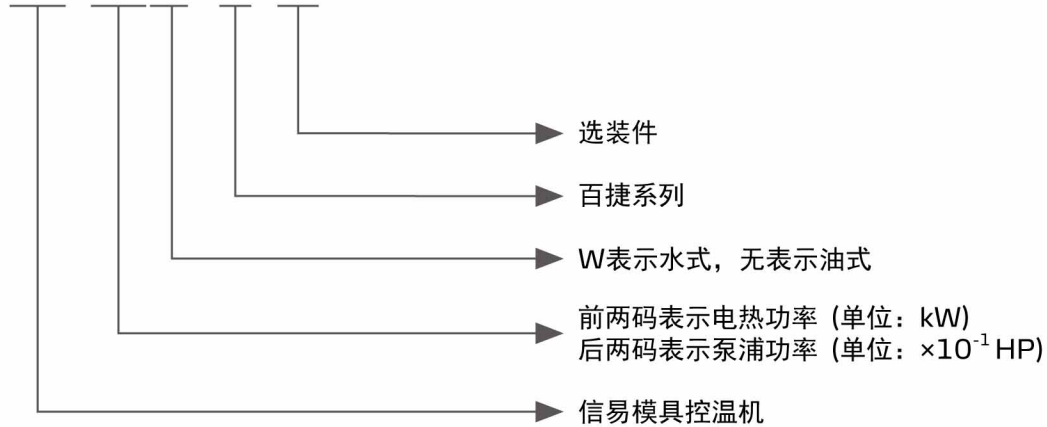 选装件
百捷系列
W表示水式，无表示油式
前两码表示电热功率 (单位：kW)
后两码表示泵浦功率 (单位：×10⁻¹ HP)
信易模具控温机